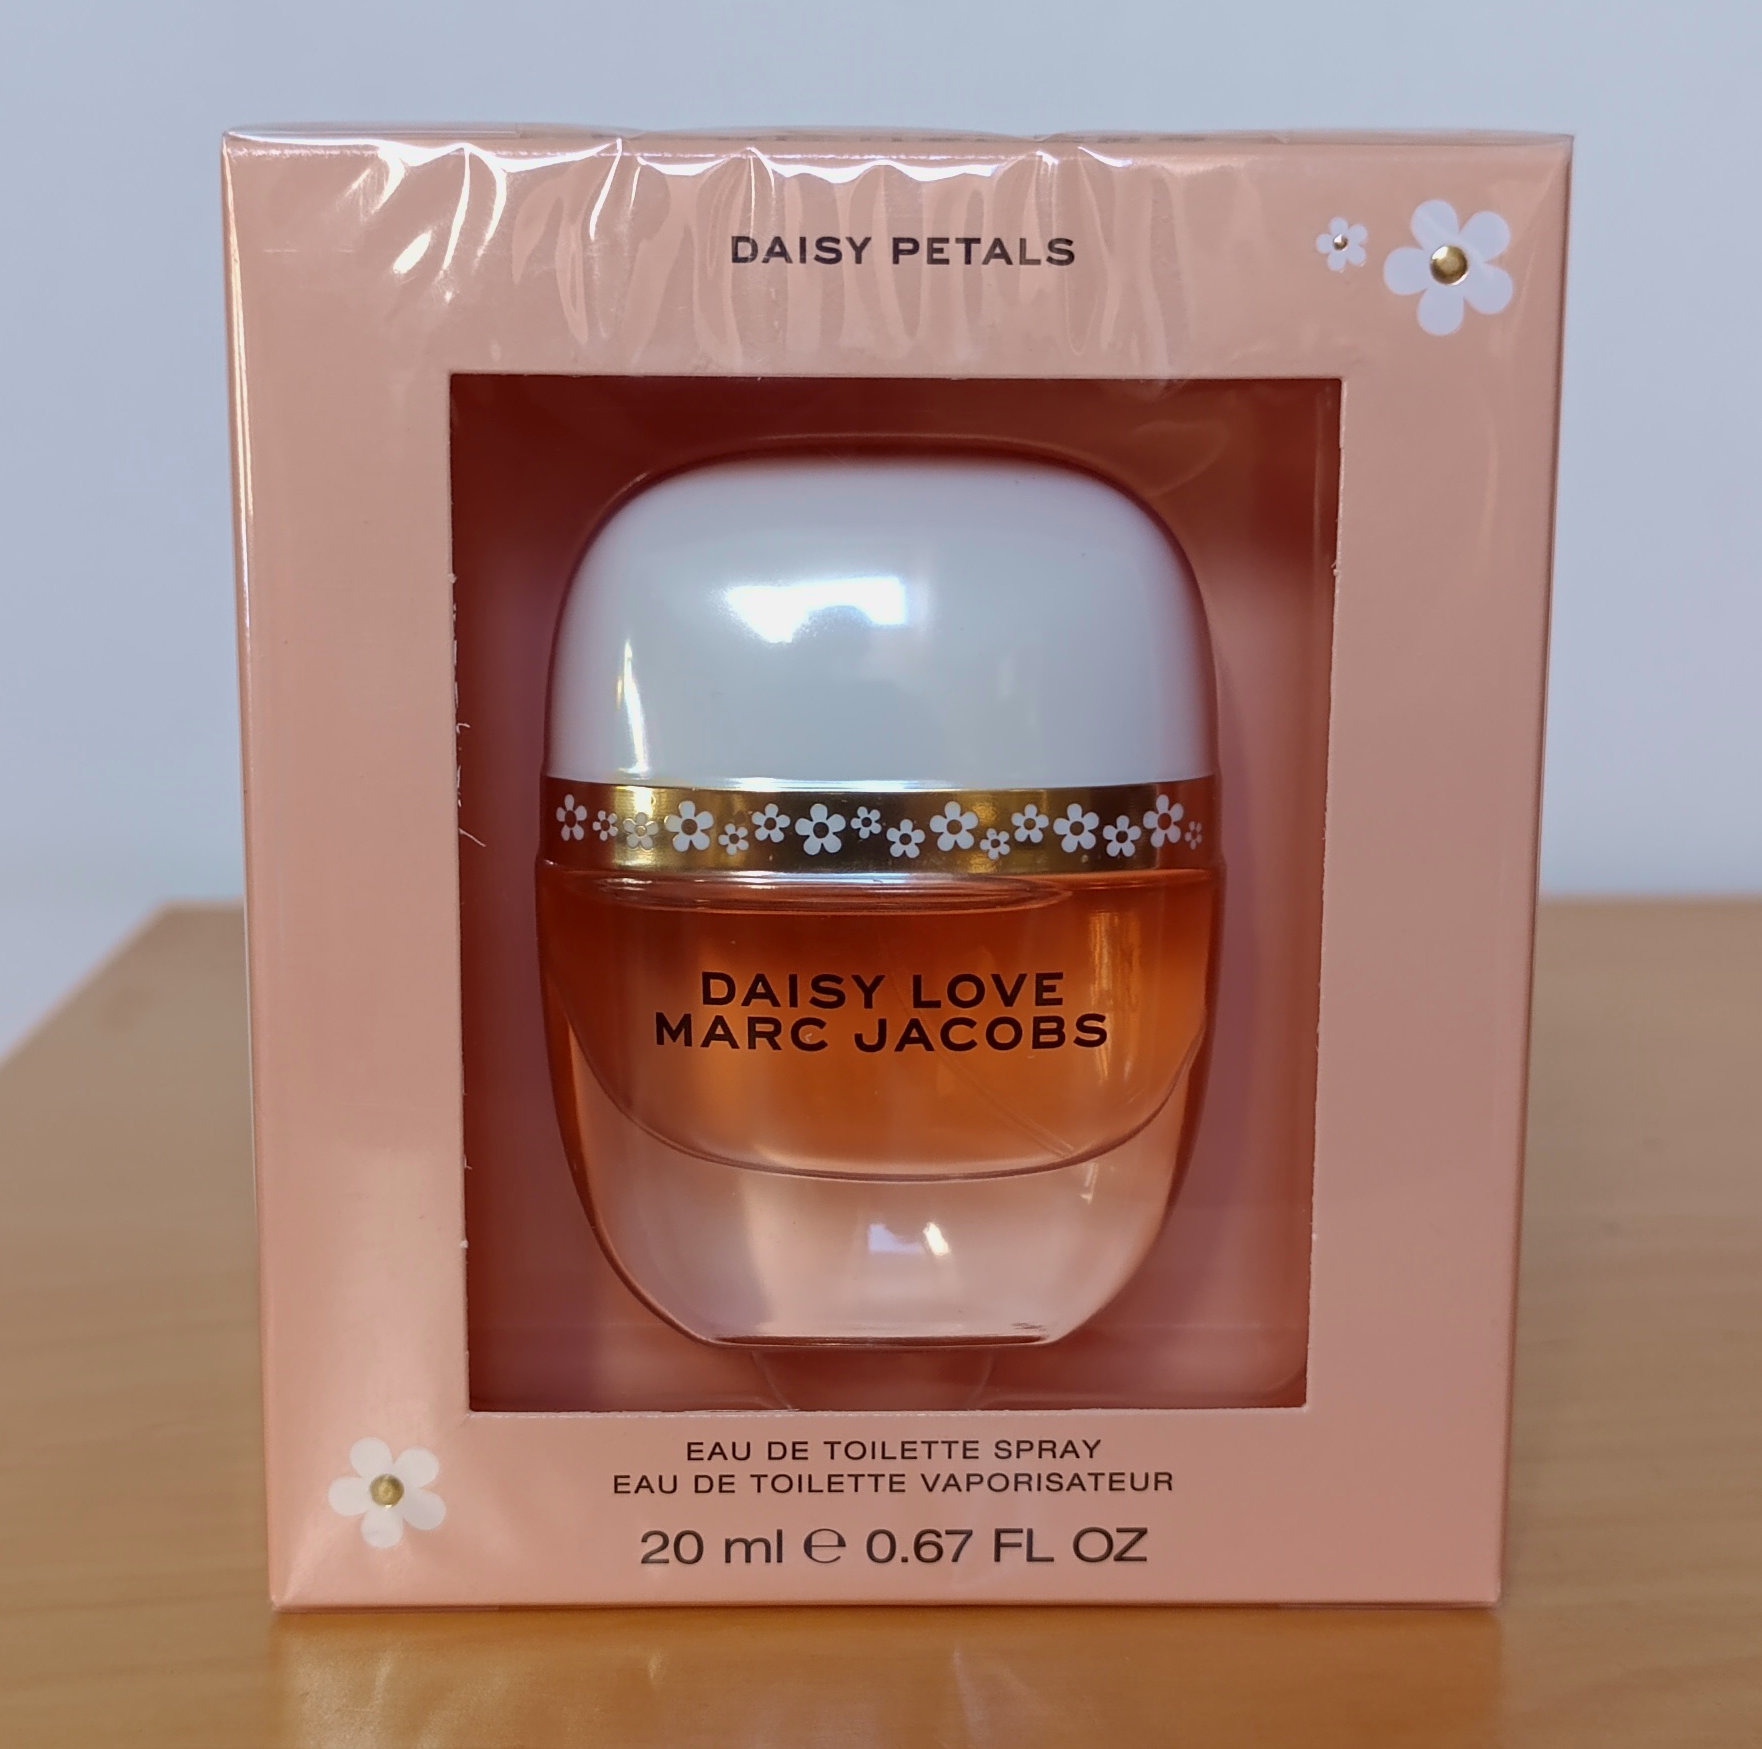 DAISY PETALS
DAISY LOVE
MARC JACOBS
EAU DE TOILETTE SPRAY
EAU DE TOILETTE VAPORISATEUR
20 ml ℮ 0.67 FL OZ